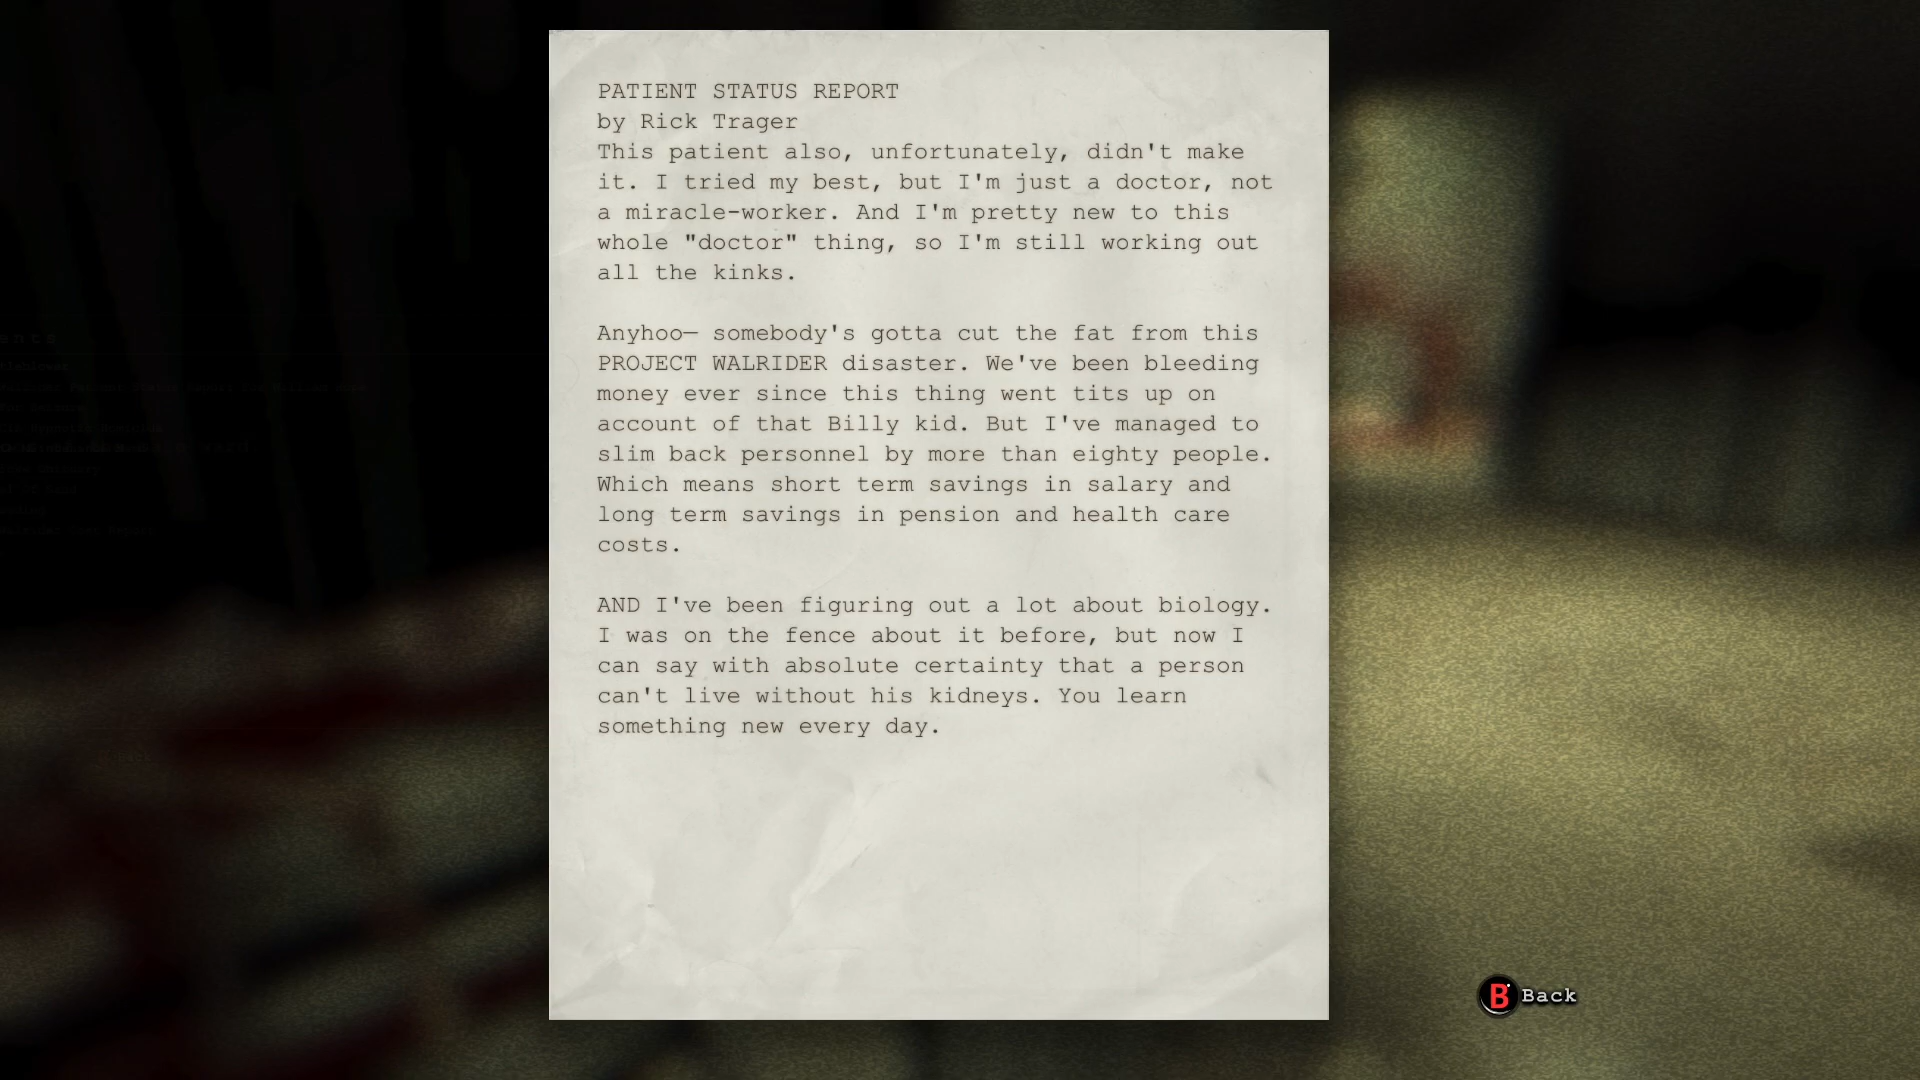 PATIENT STATUS REPORT
by Rick Trager
This patient also, unfortunately, didn't make
it. I tried my best, but I'm just a doctor, not
a miracle-worker. And I'm pretty new to this
whole "doctor" thing, so I'm still working out
all the kinks.
Anyhoo— somebody's gotta cut the fat from this
PROJECT WALRIDER disaster. We've been bleeding
money ever since this thing went tits up on
account of that Billy kid. But I've managed to
slim back personnel by more than eighty people.
Which means short term savings in salary and
long term savings in pension and health care
costs.
AND I've been figuring out a lot about biology.
I was on the fence about it before, but now I
can say with absolute certainty that a person
can't live without his kidneys. You learn
something new every day.
B Back